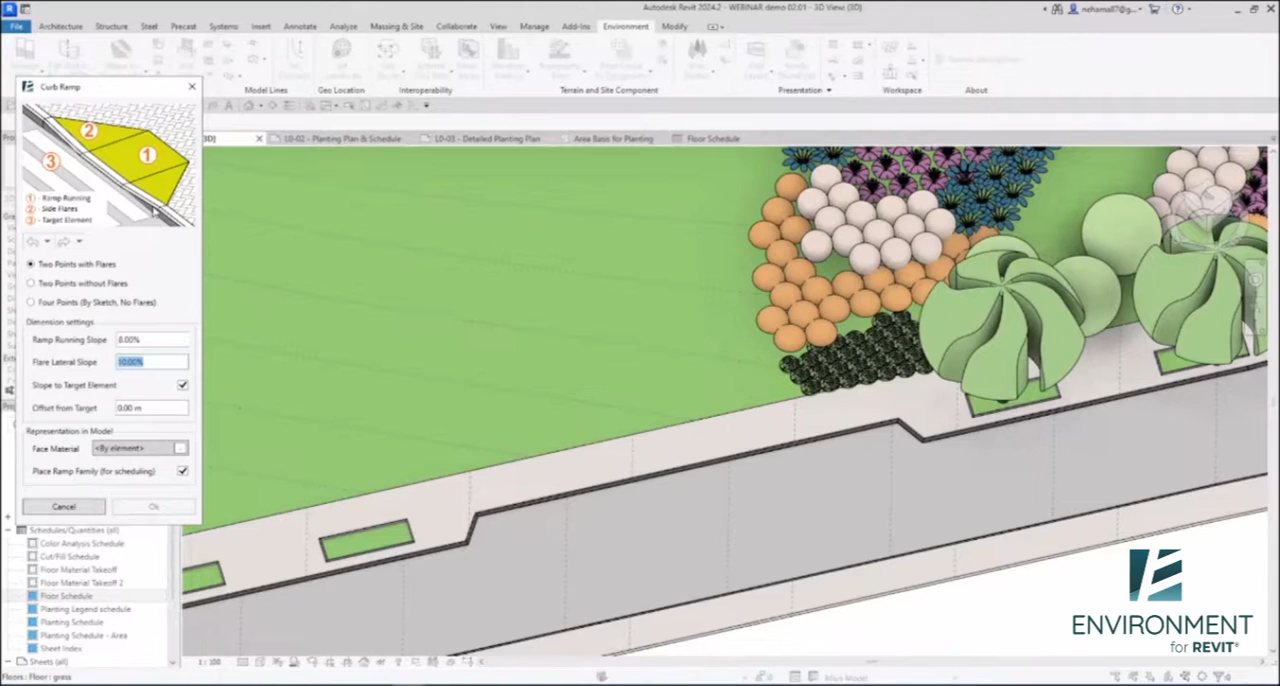 Autodesk Revit 2024.2 - WEBINAR demo 02.01 - 3D View: {3D}
nehama87@g...
File Architecture Structure Steel Precast Systems Insert Annotate Analyze Massing & Site Collaborate View Manage Add-Ins Environment Modify
Model Lines Geo Location Interoperability Terrain and Site Component Presentation Workspace About
Curb Ramp
2
1
3
1 - Ramp Running
2 - Side Flares
3 - Target Element
Two Points with Flares
Two Points without Flares
Four Points (By Sketch, No Flares)
Dimension settings
Ramp Running Slope 8.00%
Flare Lateral Slope 10.00%
Slope to Target Element
Offset from Target 0.00 m
Representation in Model
Face Material <By element>
Place Ramp Family (for scheduling)
Cancel Ok
3D] L0-02 - Planting Plan & Schedule L0-03 - Detailed Planting Plan Area Basis for Planting Floor Schedule
Schedules/Quantities (all)
Color Analysis Schedule
Cut/Fill Schedule
Floor Material Takeoff
Floor Material Takeoff 2
Floor Schedule
Planting Legend schedule
Planting Schedule
Planting Schedule - Area
Sheet Index
Sheets (all)
1 : 100
Floors : Floor : grass
Main Model
ENVIRONMENT
for REVIT®